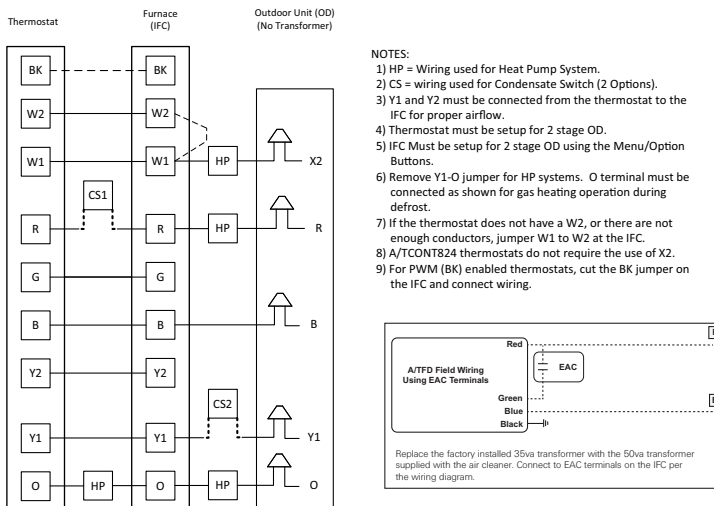 Thermostat
Furnace
(IFC)
Outdoor Unit (OD)
(No Transformer)
BK BK
W2 W2
W1 W1 HP X2
CS1
R R HP R
G G
B B B
Y2 Y2
CS2
Y1 Y1 Y1
O HP O HP O
NOTES:
1) HP = Wiring used for Heat Pump System.
2) CS = wiring used for Condensate Switch (2 Options).
3) Y1 and Y2 must be connected from the thermostat to the
IFC for proper airflow.
4) Thermostat must be setup for 2 stage OD.
5) IFC Must be setup for 2 stage OD using the Menu/Option
Buttons.
6) Remove Y1-O jumper for HP systems. O terminal must be
connected as shown for gas heating operation during
defrost.
7) If the thermostat does not have a W2, or there are not
enough conductors, jumper W1 to W2 at the IFC.
8) A/TCONT824 thermostats do not require the use of X2.
9) For PWM (BK) enabled thermostats, cut the BK jumper on
the IFC and connect wiring.
Red
A/TFD Field Wiring
Using EAC Terminals
EAC
Green
Blue
Black
Replace the factory installed 35va transformer with the 50va transformer
supplied with the air cleaner. Connect to EAC terminals on the IFC per
the wiring diagram.